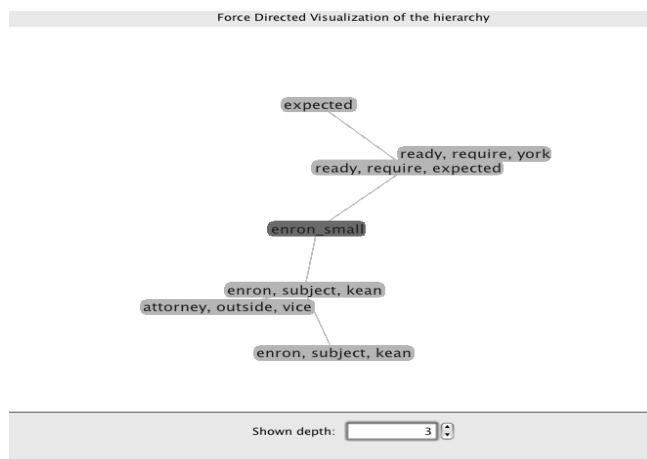 Force Directed Visualization of the hierarchy
expected
ready, require, york
ready, require, expected
enron_small
enron, subject, kean
attorney, outside, vice
enron, subject, kean
Shown depth: 3